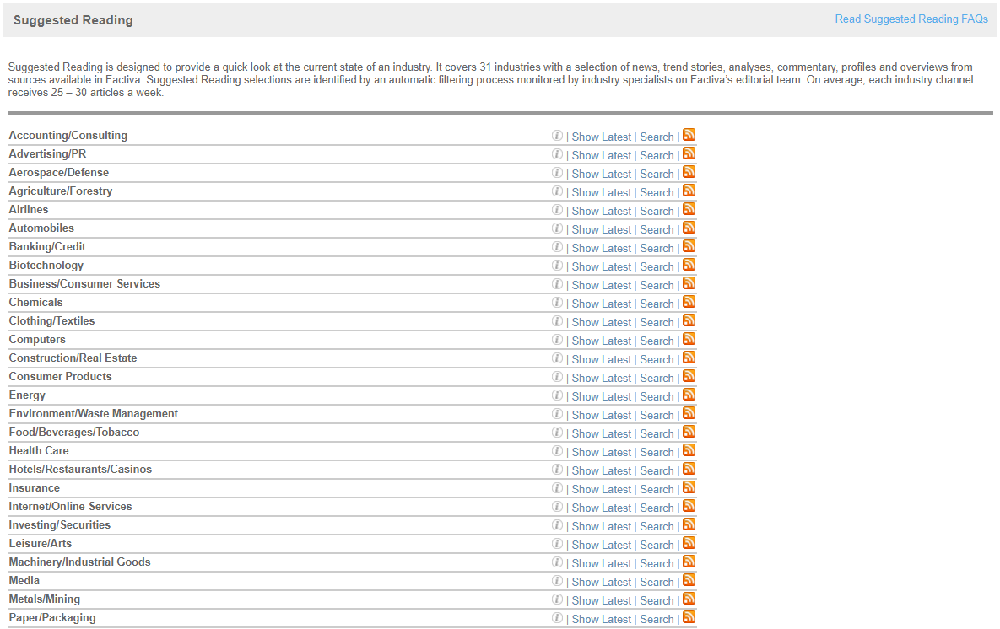 Suggested Reading
Read Suggested Reading FAQs
Suggested Reading is designed to provide a quick look at the current state of an industry. It covers 31 industries with a selection of news, trend stories, analyses, commentary, profiles and overviews from
sources available in Factiva. Suggested Reading selections are identified by an automatic filtering process monitored by industry specialists on Factiva's editorial team. On average, each industry channel
receives 25 – 30 articles a week.
Accounting/Consulting i | Show Latest | Search |
Advertising/PR i | Show Latest | Search |
Aerospace/Defense i | Show Latest | Search |
Agriculture/Forestry i | Show Latest | Search |
Airlines i | Show Latest | Search |
Automobiles i | Show Latest | Search |
Banking/Credit i | Show Latest | Search |
Biotechnology i | Show Latest | Search |
Business/Consumer Services i | Show Latest | Search |
Chemicals i | Show Latest | Search |
Clothing/Textiles i | Show Latest | Search |
Computers i | Show Latest | Search |
Construction/Real Estate i | Show Latest | Search |
Consumer Products i | Show Latest | Search |
Energy i | Show Latest | Search |
Environment/Waste Management i | Show Latest | Search |
Food/Beverages/Tobacco i | Show Latest | Search |
Health Care i | Show Latest | Search |
Hotels/Restaurants/Casinos i | Show Latest | Search |
Insurance i | Show Latest | Search |
Internet/Online Services i | Show Latest | Search |
Investing/Securities i | Show Latest | Search |
Leisure/Arts i | Show Latest | Search |
Machinery/Industrial Goods i | Show Latest | Search |
Media i | Show Latest | Search |
Metals/Mining i | Show Latest | Search |
Paper/Packaging i | Show Latest | Search |